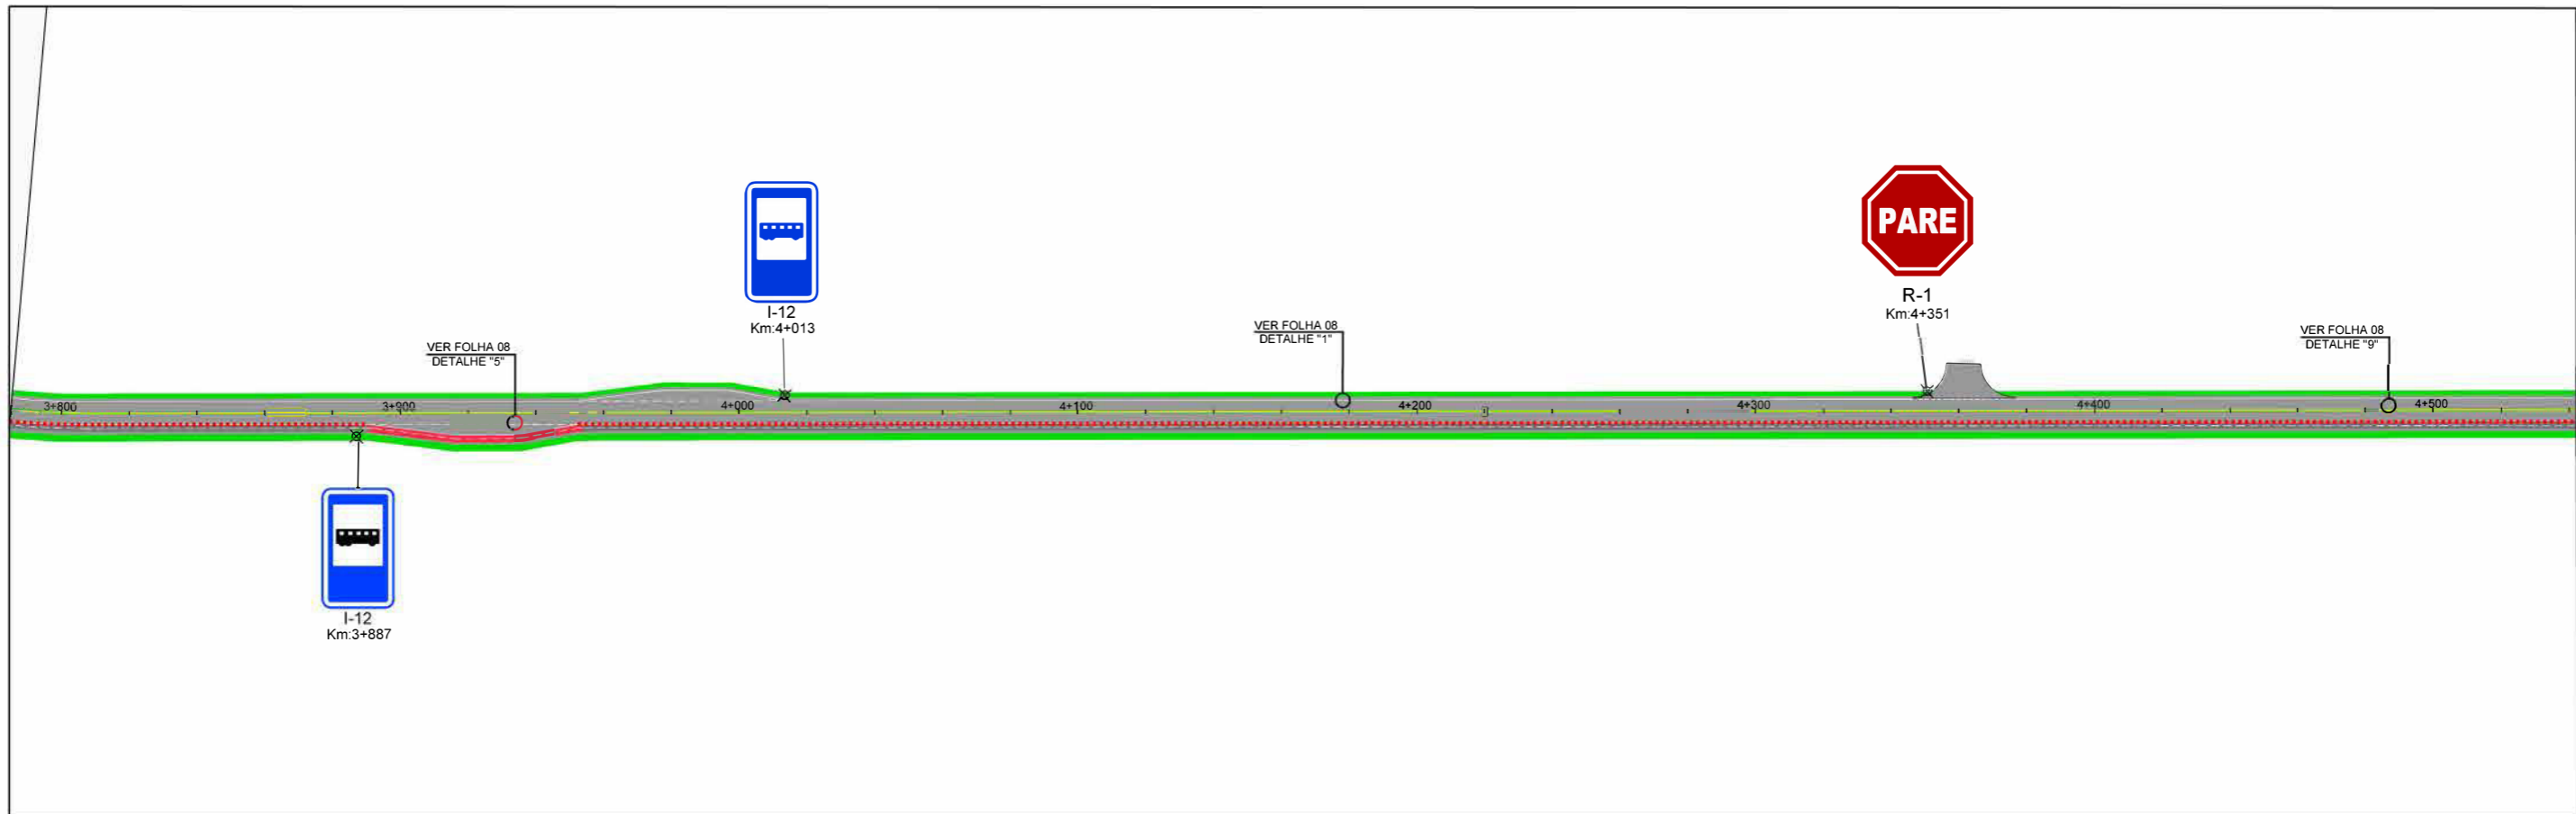 PARE
I-12
Km:4+013
R-1
Km:4+351
VER FOLHA 08
DETALHE "5"
VER FOLHA 08
DETALHE "1"
VER FOLHA 08
DETALHE "9"
3+800
3+900
4+000
4+100
4+200
4+300
4+400
4+500
I-12
Km:3+887